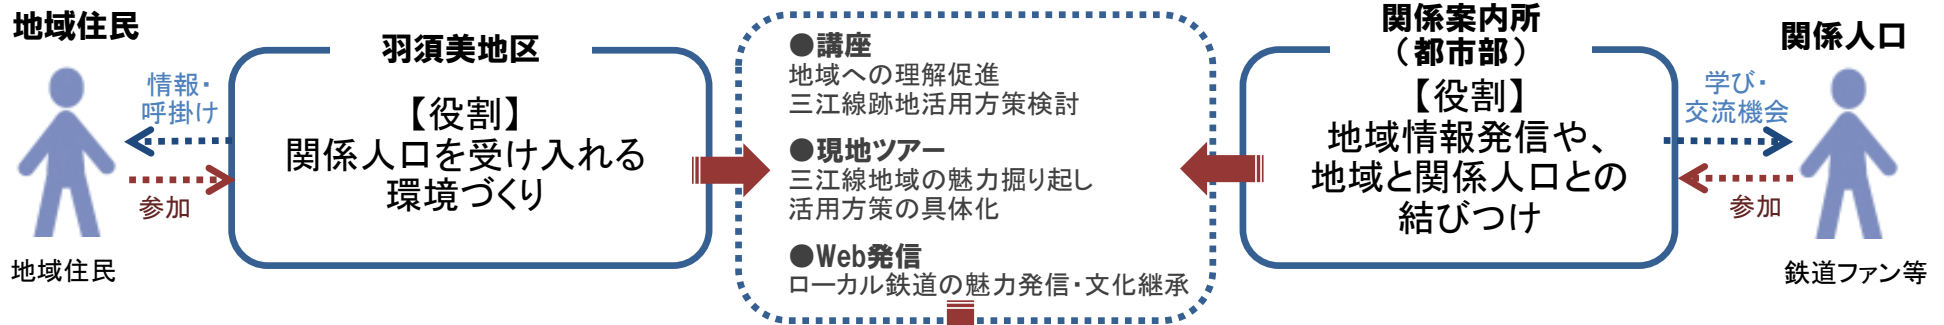 地域住民
情報・
呼掛け
参加
地域住民
羽須美地区
【役割】
関係人口を受け入れる
環境づくり
●講座
地域への理解促進
三江線跡地活用方策検討
●現地ツアー
三江線地域の魅力掘り起し
活用方策の具体化
●Web発信
ローカル鉄道の魅力発信・文化継承
関係案内所
（都市部）
【役割】
地域情報発信や、
地域と関係人口との
結びつけ
関係人口
学び・
交流機会
参加
鉄道ファン等